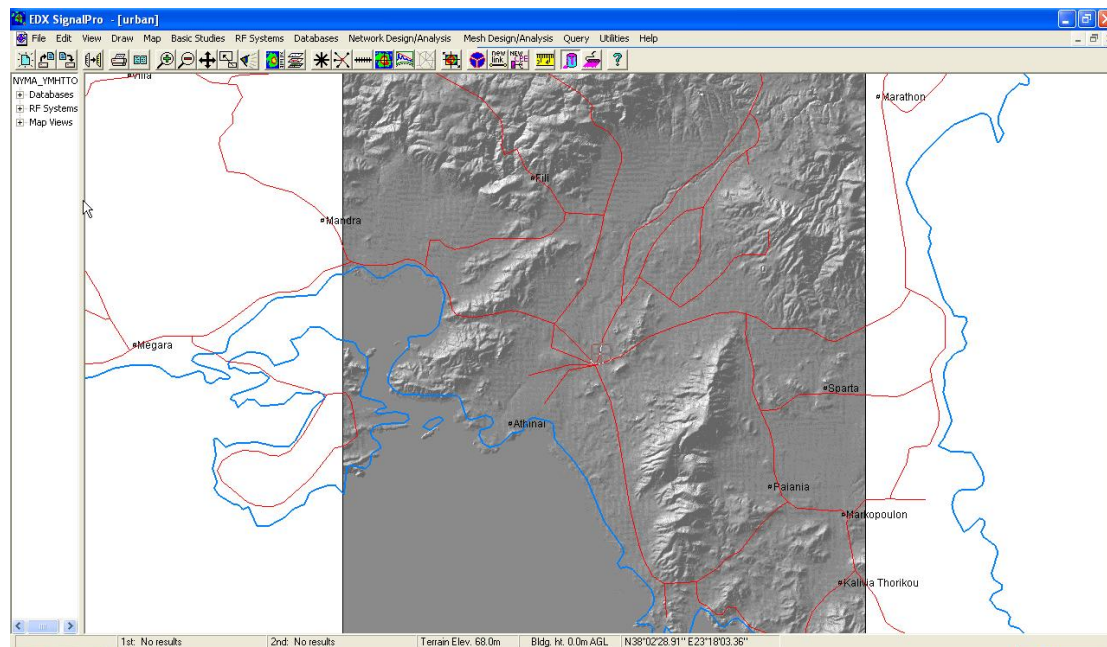 EDX SignalPro - [urban]
File Edit View Draw Map Basic Studies RF Systems Databases Network Design/Analysis Mesh Design/Analysis Query Utilities Help
new link NEW
NYMA_YMHTTO
Databases
RF Systems
Map Views
Marathon
Fili
Mandra
Megara
Sparta
Athinai
Paiania
Markopoulon
Kalivia Thorikou
1st: No results 2nd: No results Terrain Elev. 68.0m Bldg. ht. 0.0m AGL N38°02'28.91" E23°18'03.36"